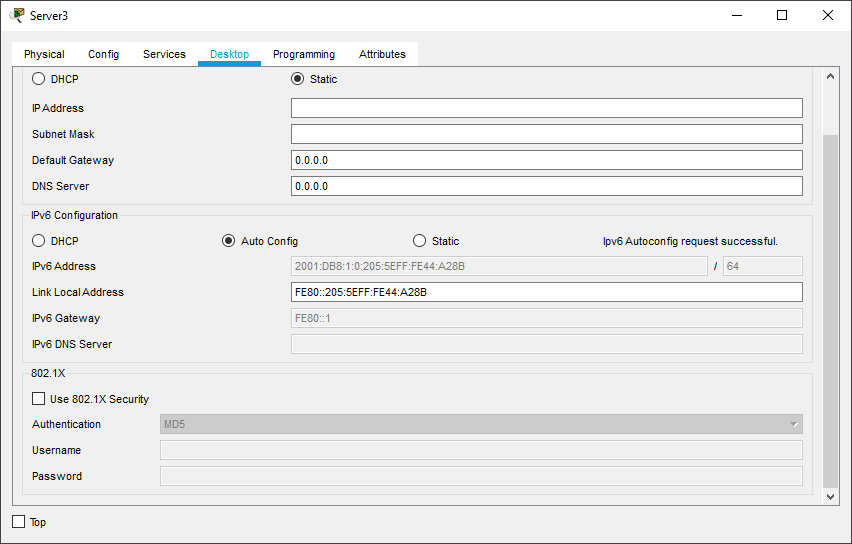 Server3
Physical Config Services Desktop Programming Attributes
DHCP Static
IP Address
Subnet Mask
Default Gateway 0.0.0.0
DNS Server 0.0.0.0
IPv6 Configuration
DHCP Auto Config Static Ipv6 Autoconfig request successful.
IPv6 Address 2001:DB8:1:0:205:5EFF:FE44:A28B / 64
Link Local Address FE80::205:5EFF:FE44:A28B
IPv6 Gateway FE80::1
IPv6 DNS Server
802.1X
Use 802.1X Security
Authentication MD5
Username
Password
Top